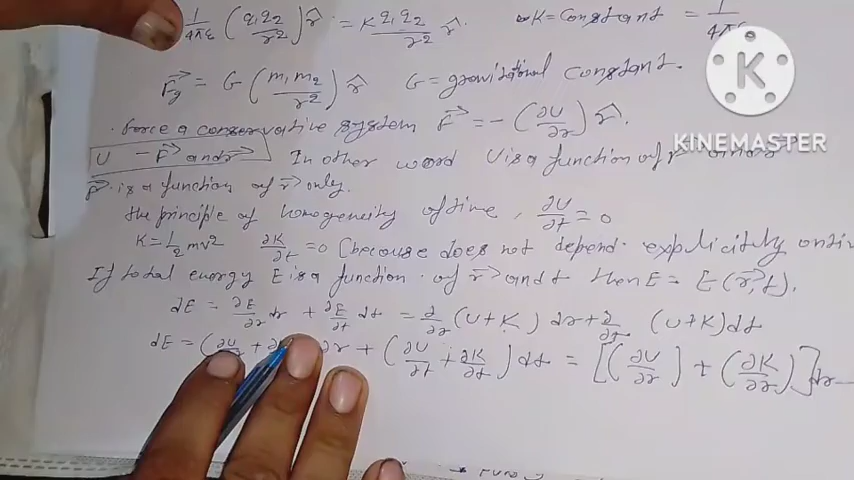 1/4πε (q₁q₂/r²) r̂ = K q₁q₂/r² r̂. K = Constant = 1/4π
K
KINEMASTER
F⃗g = G (m₁m₂/r²) r̂ G = gravitational constant.
Force a conservative system F⃗ = -(∂U/∂r) r̂.
U - F⃗ and r⃗ In other word U is a function of r⃗
F⃗ is a function of r⃗ only.
the principle of homogeneity of time, ∂U/∂t = 0
K = 1/2 mv² ∂K/∂t = 0 [because does not depend explicitly on
If total energy E is a function of r⃗ and t then E = E(r⃗, t).
dE = ∂E/∂r dr + ∂E/∂t dt = ∂/∂r (U+K) dr + ∂/∂t (U+K) dt
dE = (∂U/∂r + dr + (∂U/∂t + ∂K/∂t) dt = [(∂U/∂r) + (∂K/∂r)] dr